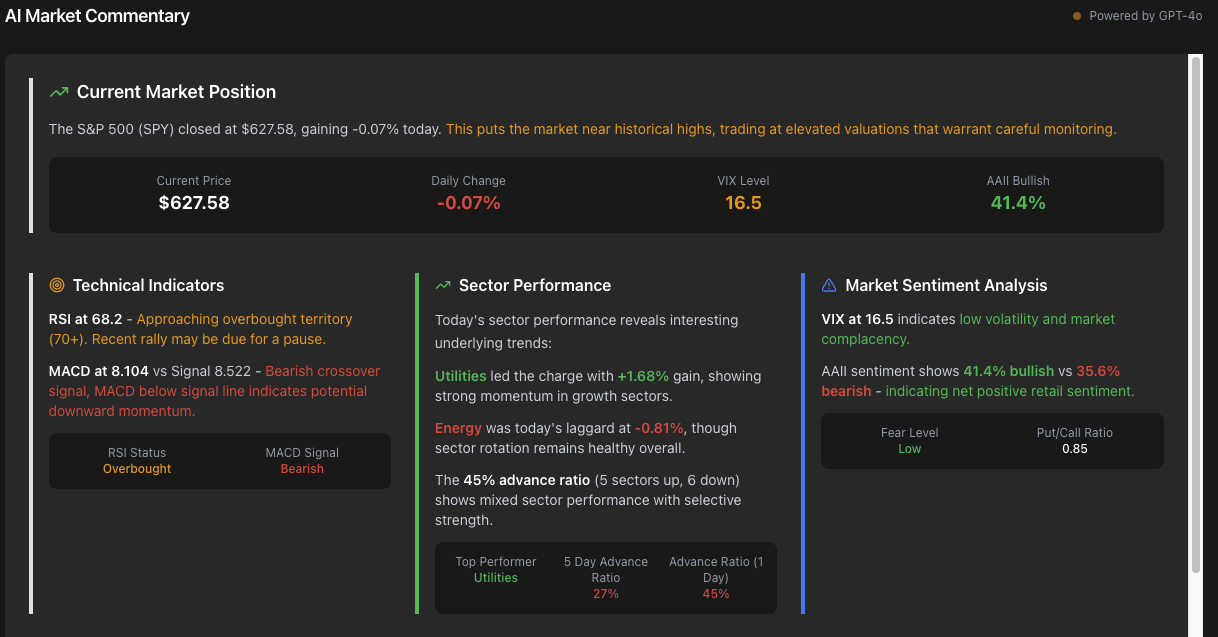 AI Market Commentary
Powered by GPT-4o
Current Market Position
The S&P 500 (SPY) closed at $627.58, gaining -0.07% today. This puts the market near historical highs, trading at elevated valuations that warrant careful monitoring.
Current Price
$627.58
Daily Change
-0.07%
VIX Level
16.5
AAII Bullish
41.4%
Technical Indicators
RSI at 68.2 - Approaching overbought territory
(70+). Recent rally may be due for a pause.
MACD at 8.104 vs Signal 8.522 - Bearish crossover
signal, MACD below signal line indicates potential
downward momentum.
RSI Status
Overbought
MACD Signal
Bearish
Sector Performance
Today's sector performance reveals interesting
underlying trends:
Utilities led the charge with +1.68% gain, showing
strong momentum in growth sectors.
Energy was today's laggard at -0.81%, though
sector rotation remains healthy overall.
The 45% advance ratio (5 sectors up, 6 down)
shows mixed sector performance with selective
strength.
Top Performer
Utilities
5 Day Advance
Ratio
27%
Advance Ratio (1
Day)
45%
Market Sentiment Analysis
VIX at 16.5 indicates low volatility and market
complacency.
AAII sentiment shows 41.4% bullish vs 35.6%
bearish - indicating net positive retail sentiment.
Fear Level
Low
Put/Call Ratio
0.85